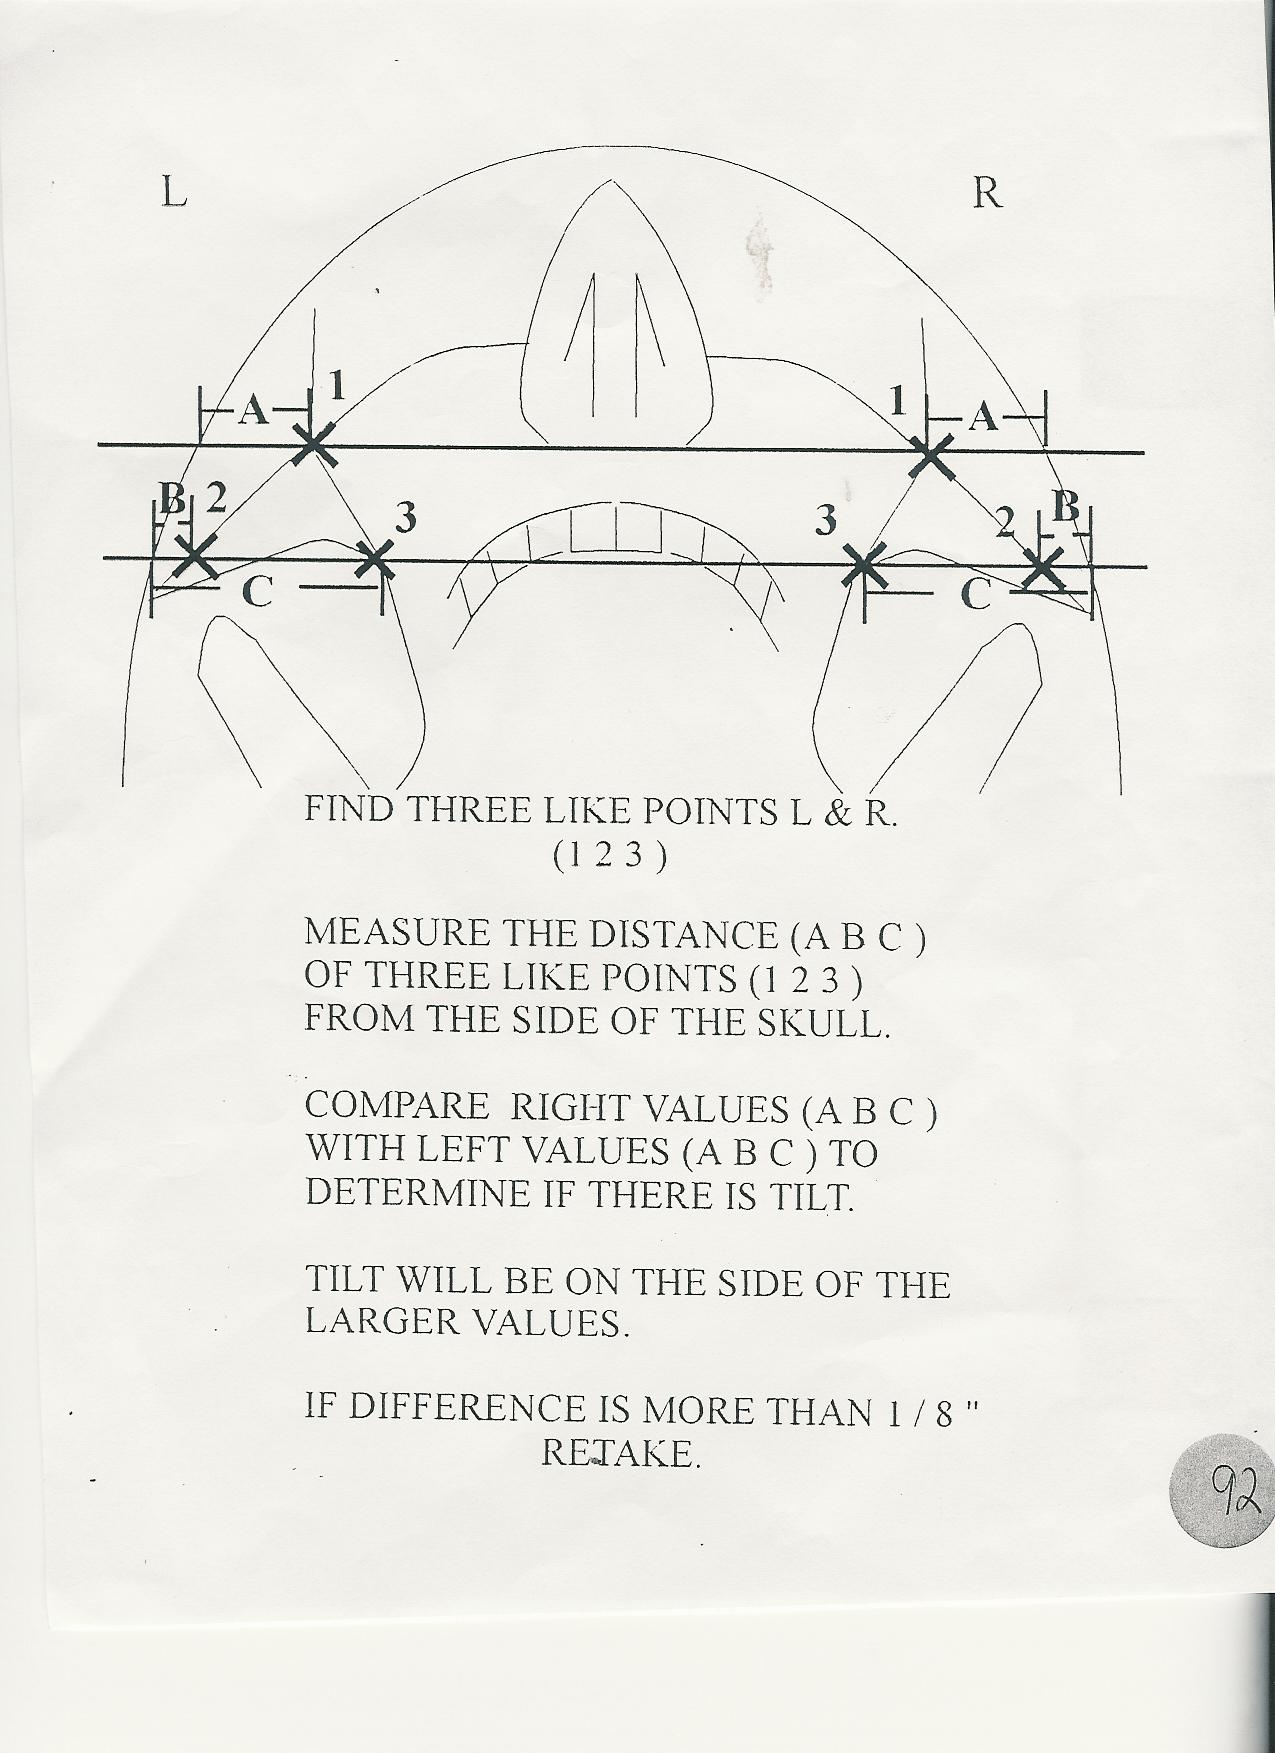 L R
1 1
A A
B 2 2 B
3 3
C C
FIND THREE LIKE POINTS L & R.
(1 2 3 )
MEASURE THE DISTANCE (A B C )
OF THREE LIKE POINTS (1 2 3 )
FROM THE SIDE OF THE SKULL.
COMPARE RIGHT VALUES (A B C )
WITH LEFT VALUES (A B C ) TO
DETERMINE IF THERE IS TILT.
TILT WILL BE ON THE SIDE OF THE
LARGER VALUES.
IF DIFFERENCE IS MORE THAN 1 / 8 "
RETAKE.
92